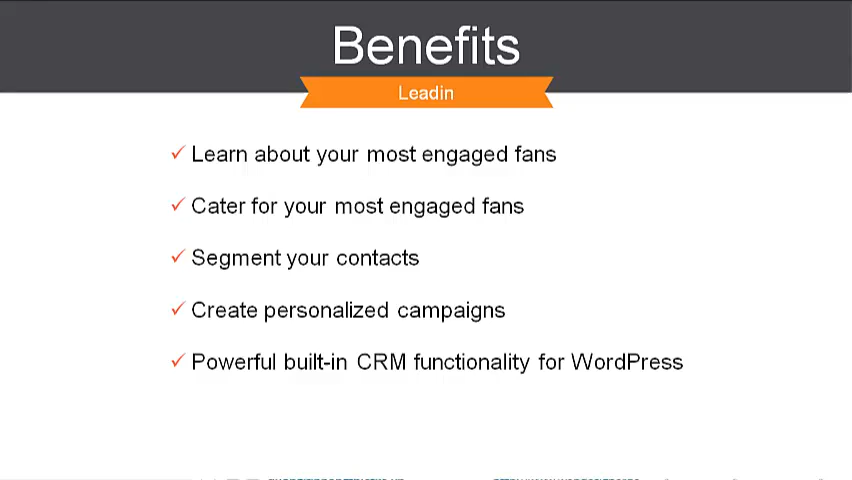 Benefits
Leadin
Learn about your most engaged fans
Cater for your most engaged fans
Segment your contacts
Create personalized campaigns
Powerful built-in CRM functionality for WordPress